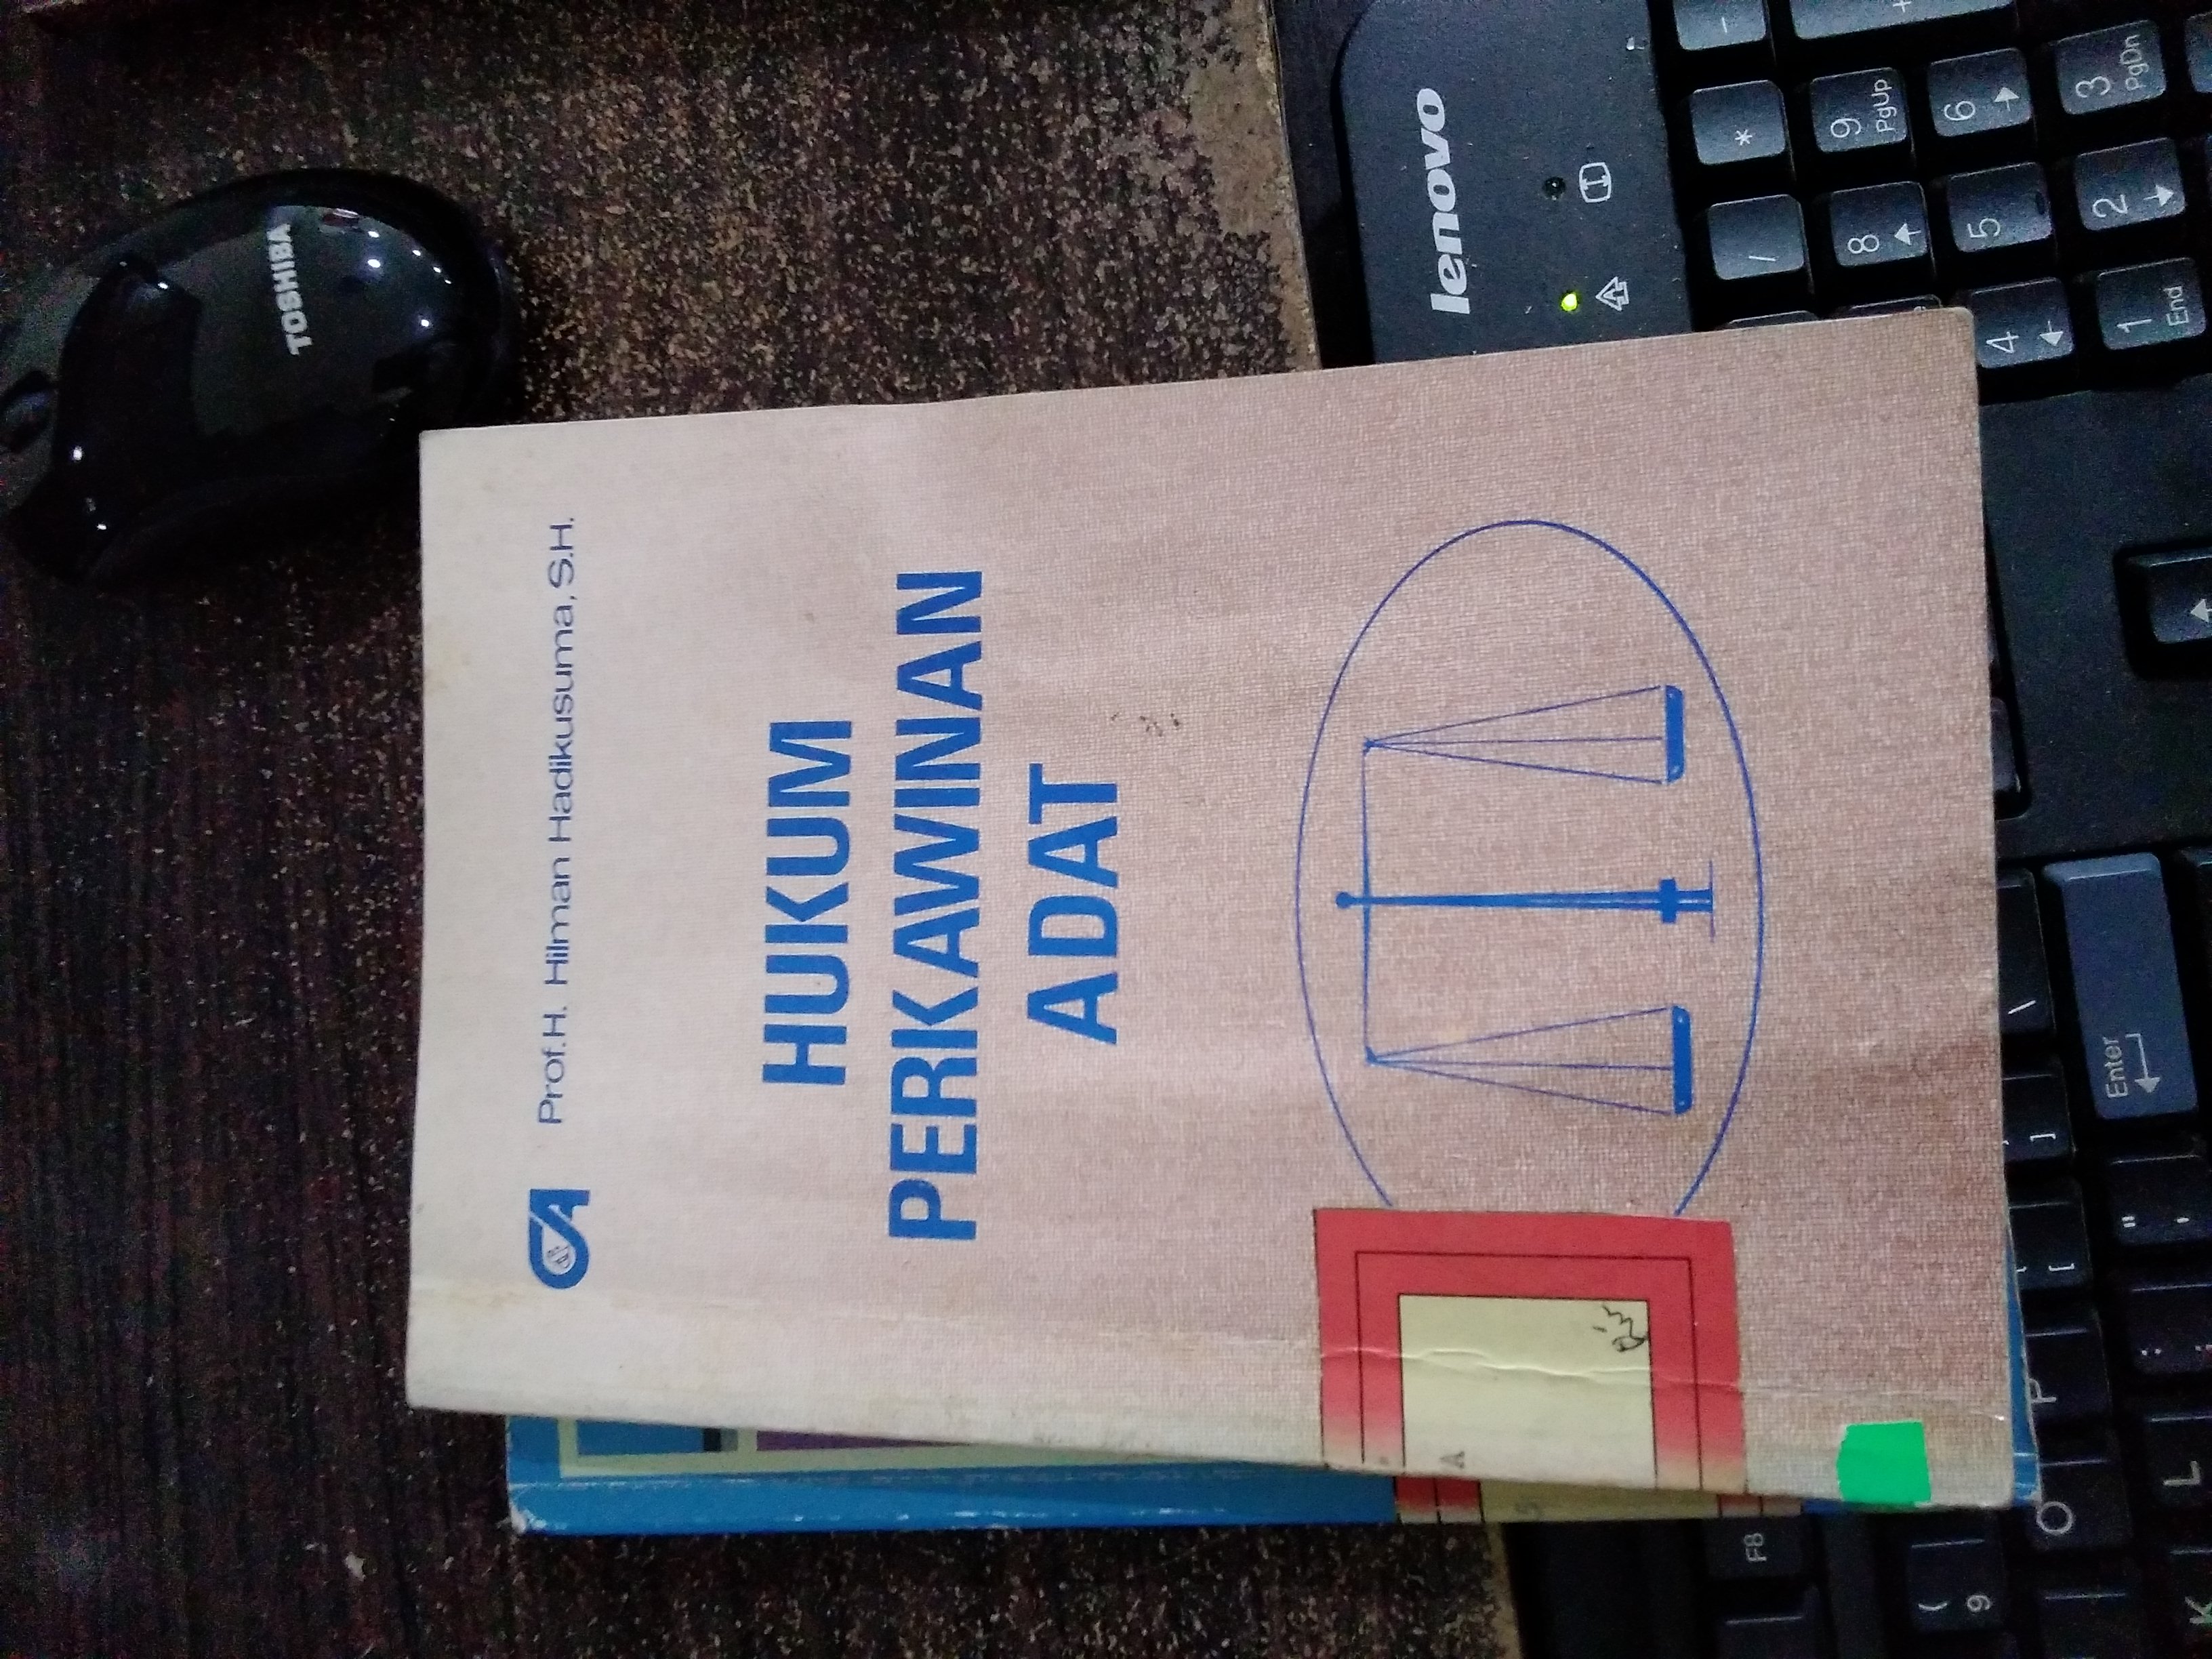 Prof. H. Hilman Hadikusuma, S.H.
HUKUM
PERKAWINAN
ADAT
TOSHIBA
lenovo
- +
/ * 
8 9 PgUp
4 5 6
1 End 2 3 PgDn
Enter
\
[ ]
" '
: ;
P
O
L
K
F8
( 9
A